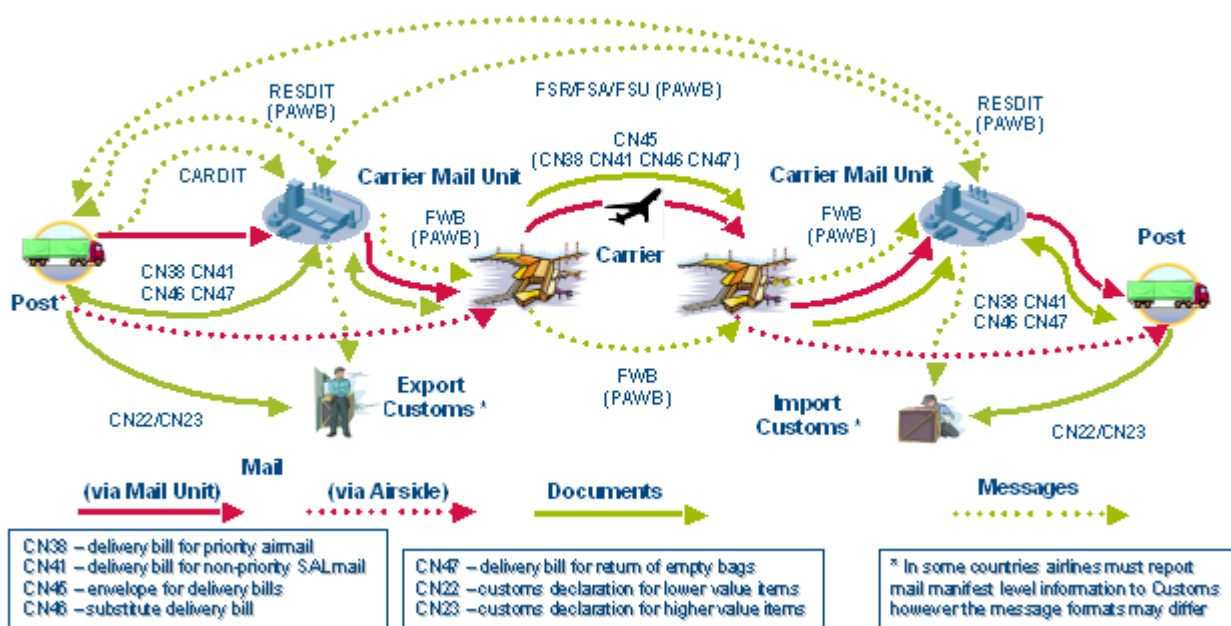 RESDIT
(PAWB)
FSR/FSA/FSU (PAWB)
RESDIT
(PAWB)
CN45
(CN38 CN41 CN46 CN47)
CARDIT
Carrier Mail Unit
Carrier Mail Unit
FWB
(PAWB)
Carrier
FWB
(PAWB)
Post
CN38 CN41
CN46 CN47
Post
CN38 CN41
CN46 CN47
FWB
(PAWB)
Export
Customs *
Import
Customs *
CN22/CN23
CN22/CN23
Mail
(via Mail Unit)
(via Airside)
Documents
Messages
CN38 – delivery bill for priority airmail
CN41 – delivery bill for non-priority SALmail
CN45 – envelope for delivery bills
CN46 – substitute delivery bill
CN47 – delivery bill for return of empty bags
CN22 – customs declaration for lower value items
CN23 – customs declaration for higher value items
* In some countries airlines must report
mail manifest level information to Customs
however the message formats may differ